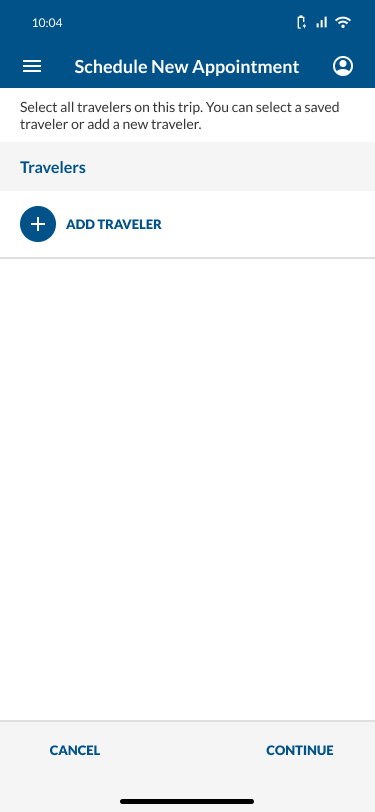 10:04
Schedule New Appointment
Select all travelers on this trip. You can select a saved
traveler or add a new traveler.
Travelers
ADD TRAVELER
CANCEL
CONTINUE